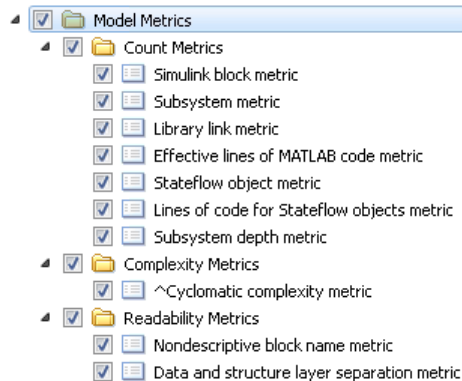 Model Metrics
Count Metrics
Simulink block metric
Subsystem metric
Library link metric
Effective lines of MATLAB code metric
Stateflow object metric
Lines of code for Stateflow objects metric
Subsystem depth metric
Complexity Metrics
^Cyclomatic complexity metric
Readability Metrics
Nondescriptive block name metric
Data and structure layer separation metric